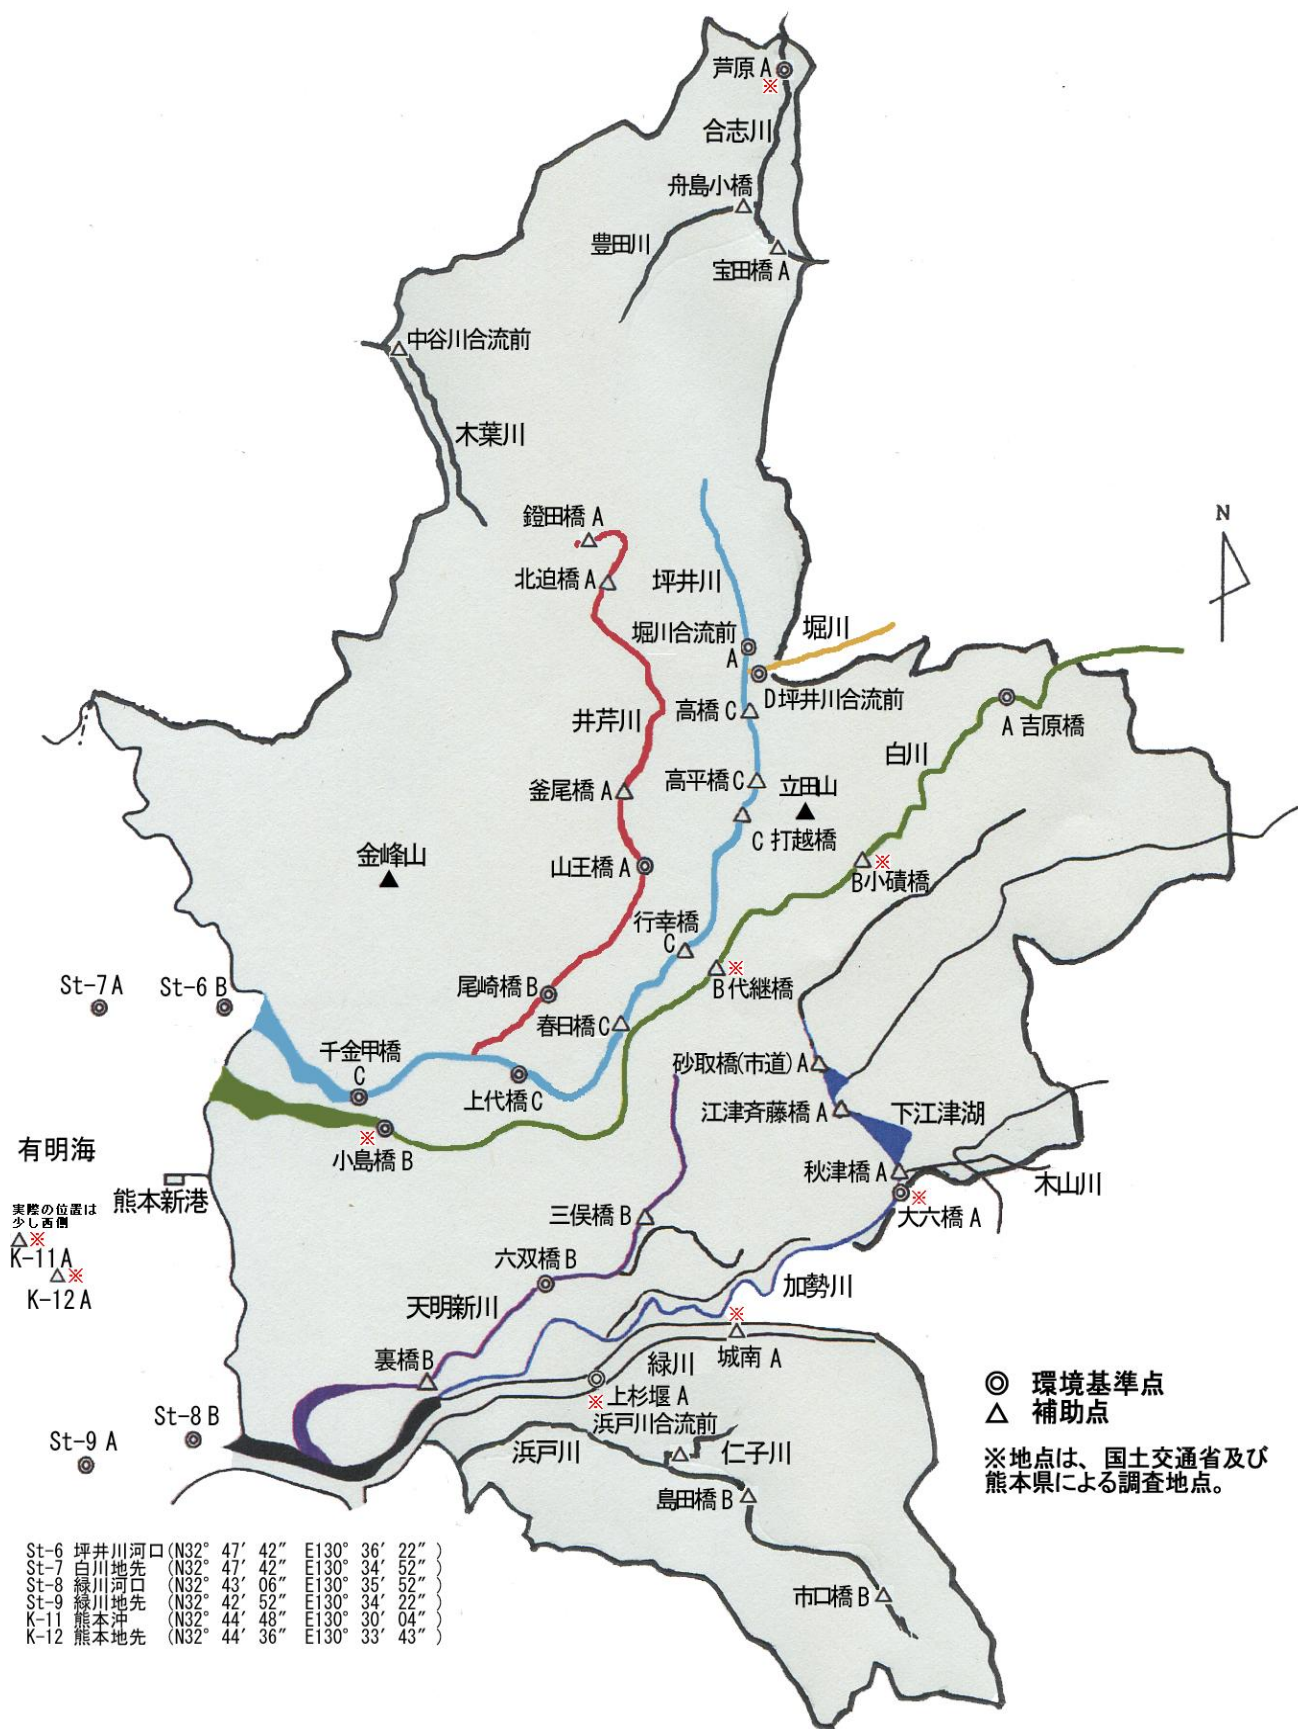 芦原 A
※
合志川
舟島小橋
豊田川
宝田橋 A
中谷川合流前
木葉川
鐙田橋 A
北迫橋 A
坪井川
堀川合流前
A
堀川
D坪井川合流前
N
井芹川
高橋 C
A 吉原橋
白川
高平橋 C
立田山
釜尾橋 A
C 打越橋
金峰山
山王橋 A
※
B小磧橋
行幸橋
C
※
B 代継橋
St-7 A
St-6 B
尾崎橋 B
春日橋 C
千金甲橋
C
上代橋 C
砂取橋(市道) A
江津斉藤橋 A
下江津湖
※
小島橋 B
有明海
熊本新港
秋津橋 A
木山川
※
大六橋 A
実際の位置は
少し西側
※
K-11 A
※
K-12 A
三俣橋 B
六双橋 B
天明新川
加勢川
※
城南 A
裏橋 B
緑川
上杉堰 A
※
浜戸川合流前
浜戸川
仁子川
島田橋 B
市口橋 B
St-8 B
St-9 A
◎ 環境基準点
△ 補助点
※地点は、国土交通省及び
熊本県による調査地点。
St-6 坪井川河口(N32° 47′ 42″ E130° 36′ 22″ )
St-7 白川地先 (N32° 47′ 42″ E130° 34′ 52″ )
St-8 緑川河口 (N32° 43′ 06″ E130° 35′ 52″ )
St-9 緑川地先 (N32° 42′ 52″ E130° 34′ 22″ )
K-11 熊本沖 (N32° 44′ 48″ E130° 30′ 04″ )
K-12 熊本地先 (N32° 44′ 36″ E130° 33′ 43″ )